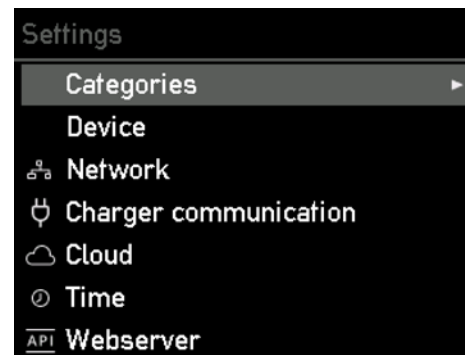 Settings
Categories
Device
Network
Charger communication
Cloud
Time
API Webserver